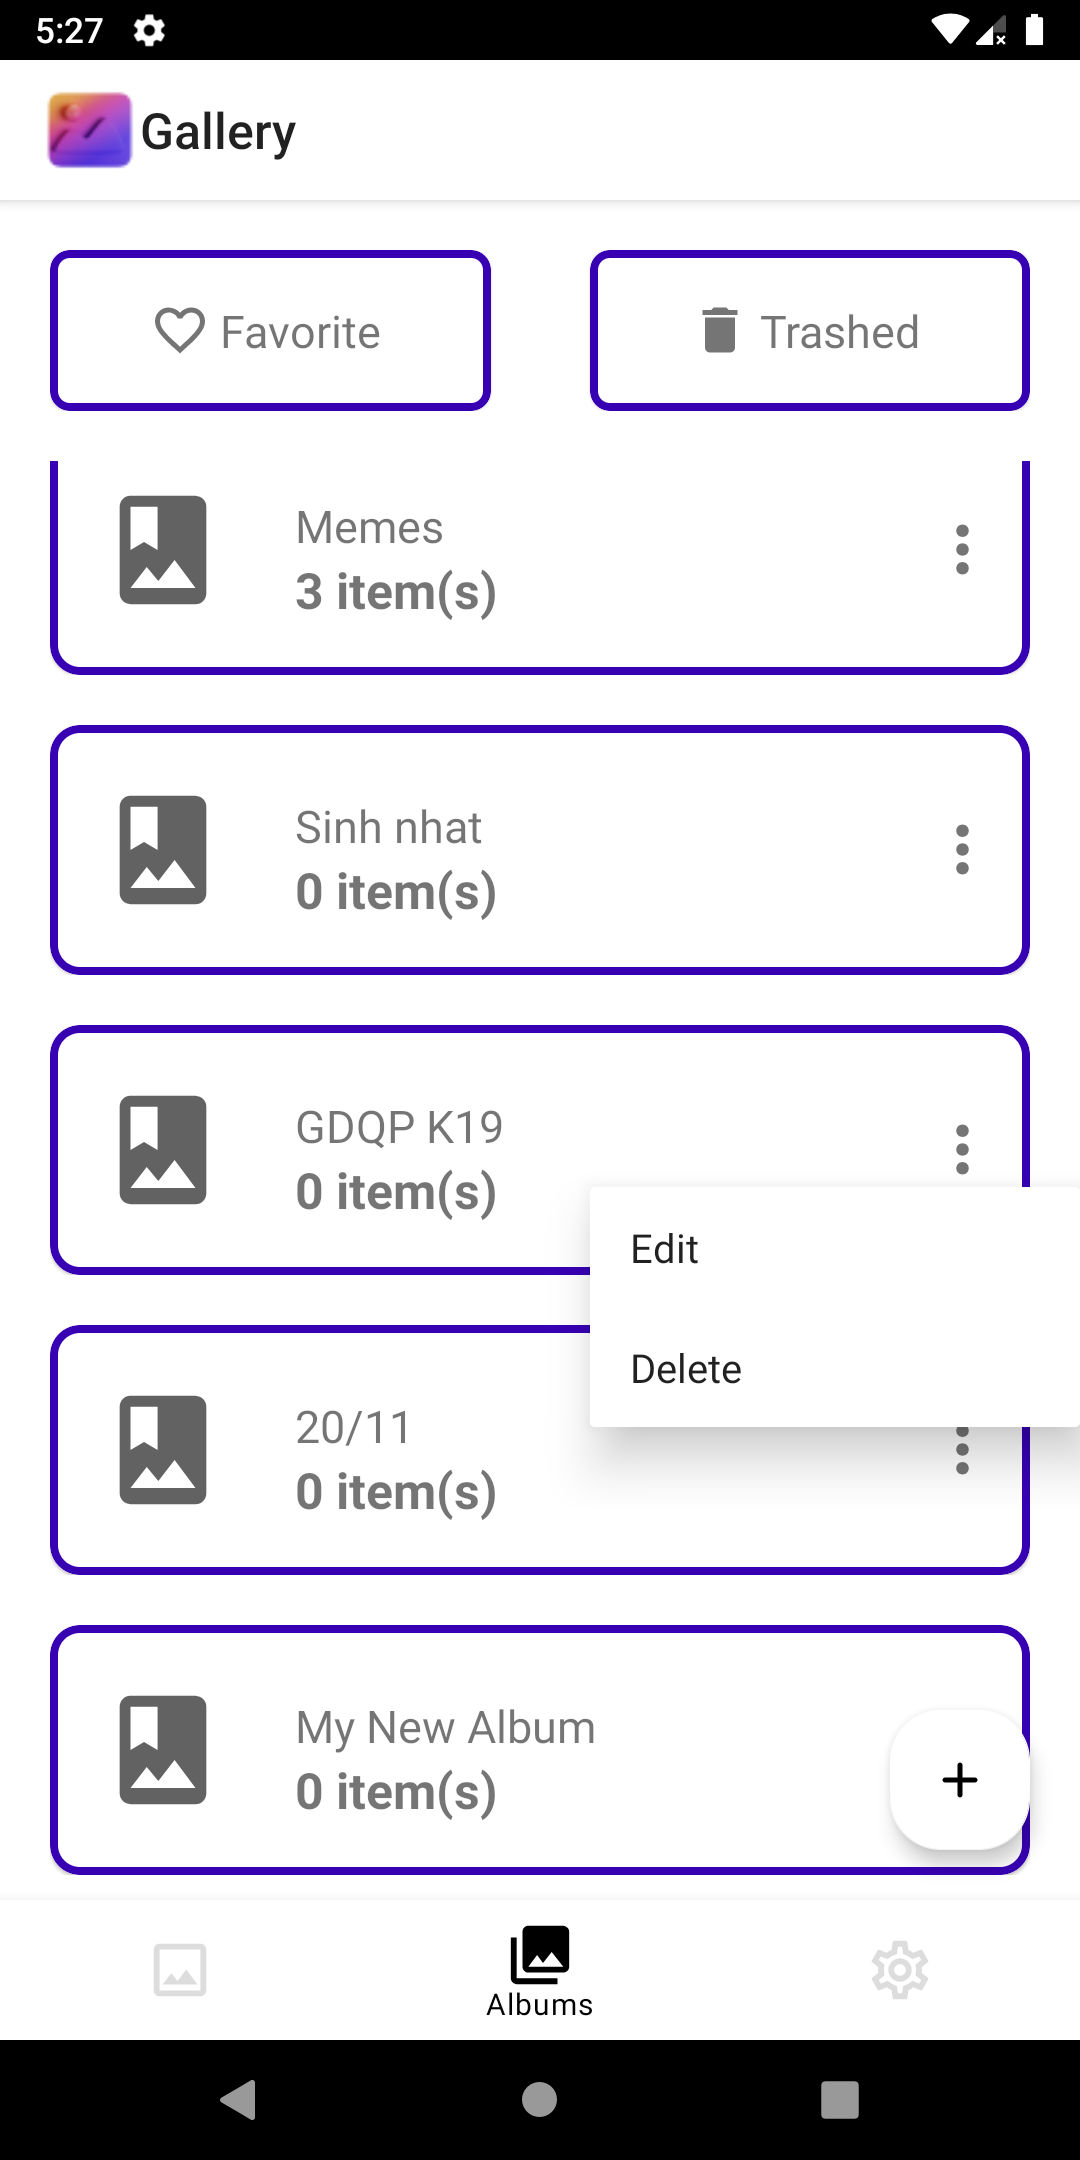 5:27
Gallery
Favorite
Trashed
Memes
3 item(s)
Sinh nhat
0 item(s)
GDQP K19
0 item(s)
Edit
Delete
20/11
0 item(s)
My New Album
0 item(s)
Albums